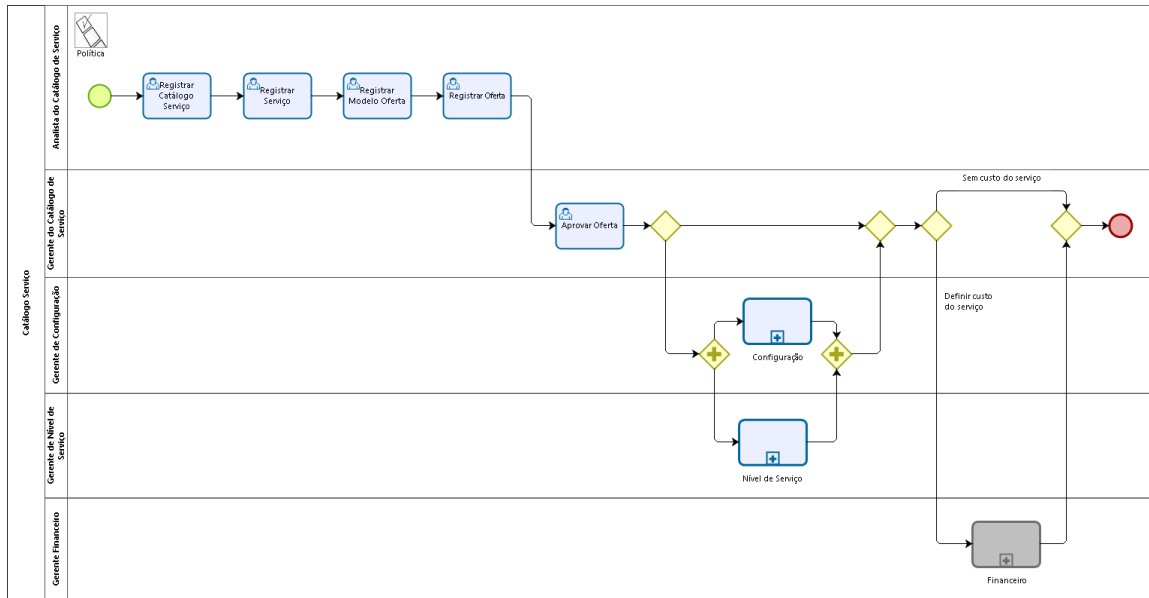 Catálogo Serviço
Analista do Catálogo de Serviço
Política
Registrar
Catálogo
Serviço
Registrar
Serviço
Registrar
Modelo Oferta
Registrar Oferta
Gerente do Catálogo de
Serviço
Aprovar Oferta
Sem custo do serviço
Gerente de Configuração
Definir custo
do serviço
Configuração
Gerente de Nível de
Serviço
Nível de Serviço
Gerente Financeiro
Financeiro